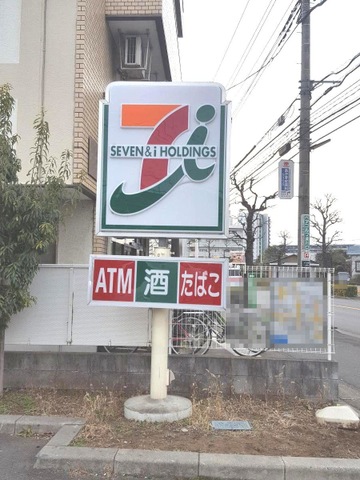 SEVEN&i HOLDINGS
ATM 酒 たばこ